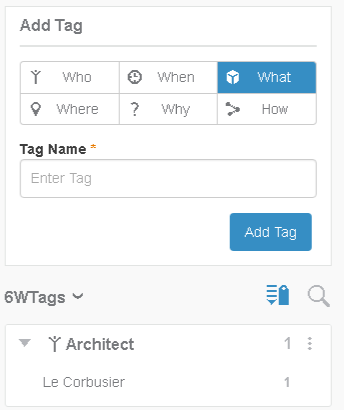 Add Tag
Who When What
Where Why How
Tag Name *
Enter Tag
Add Tag
6WTags
Architect 1
Le Corbusier 1